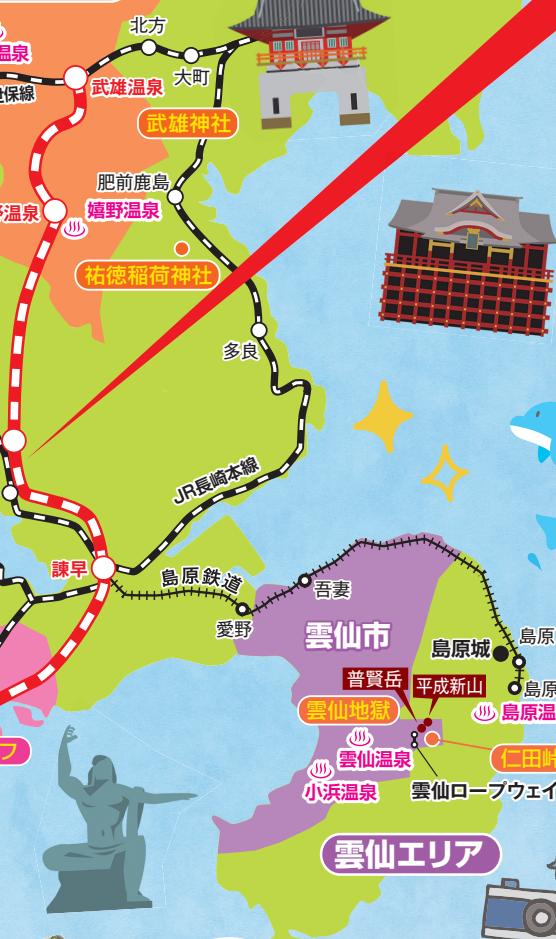 北方
温泉
大町
武雄温泉
保線
武雄神社
肥前鹿島
温泉
嬉野温泉
祐徳稲荷神社
多良
JR長崎本線
諫早
島原鉄道
吾妻
愛野
雲仙市
島原
島原城
普賢岳
平成新山
島原
雲仙地獄
島原温
雲仙温泉
仁田峠
小浜温泉
雲仙ロープウェイ
フ
雲仙エリア